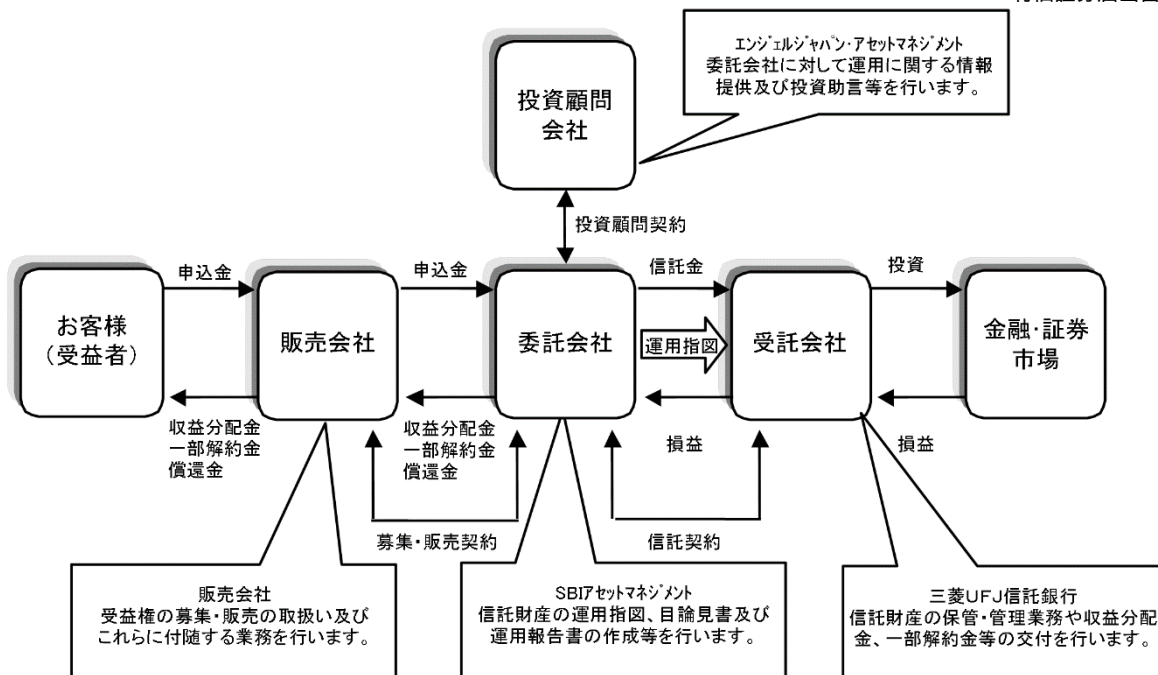 ｴﾝｼﾞｪﾙｼﾞｬﾊﾟﾝ･ｱｾｯﾄﾏﾈｼﾞﾒﾝﾄ
委託会社に対して運用に関する情報
提供及び投資助言等を行います。
投資顧問
会社
投資顧問契約
申込金
申込金
信託金
投資
お客様
（受益者）
販売会社
委託会社
運用指図
受託会社
金融・証券
市場
収益分配金
一部解約金
償還金
収益分配金
一部解約金
償還金
損益
損益
募集・販売契約
信託契約
販売会社
受益権の募集・販売の取扱い及び
これらに付随する業務を行います。
SBIｱｾｯﾄﾏﾈｼﾞﾒﾝﾄ
信託財産の運用指図、目論見書及び
運用報告書の作成等を行います。
三菱UFJ信託銀行
信託財産の保管・管理業務や収益分配
金、一部解約金等の交付を行います。